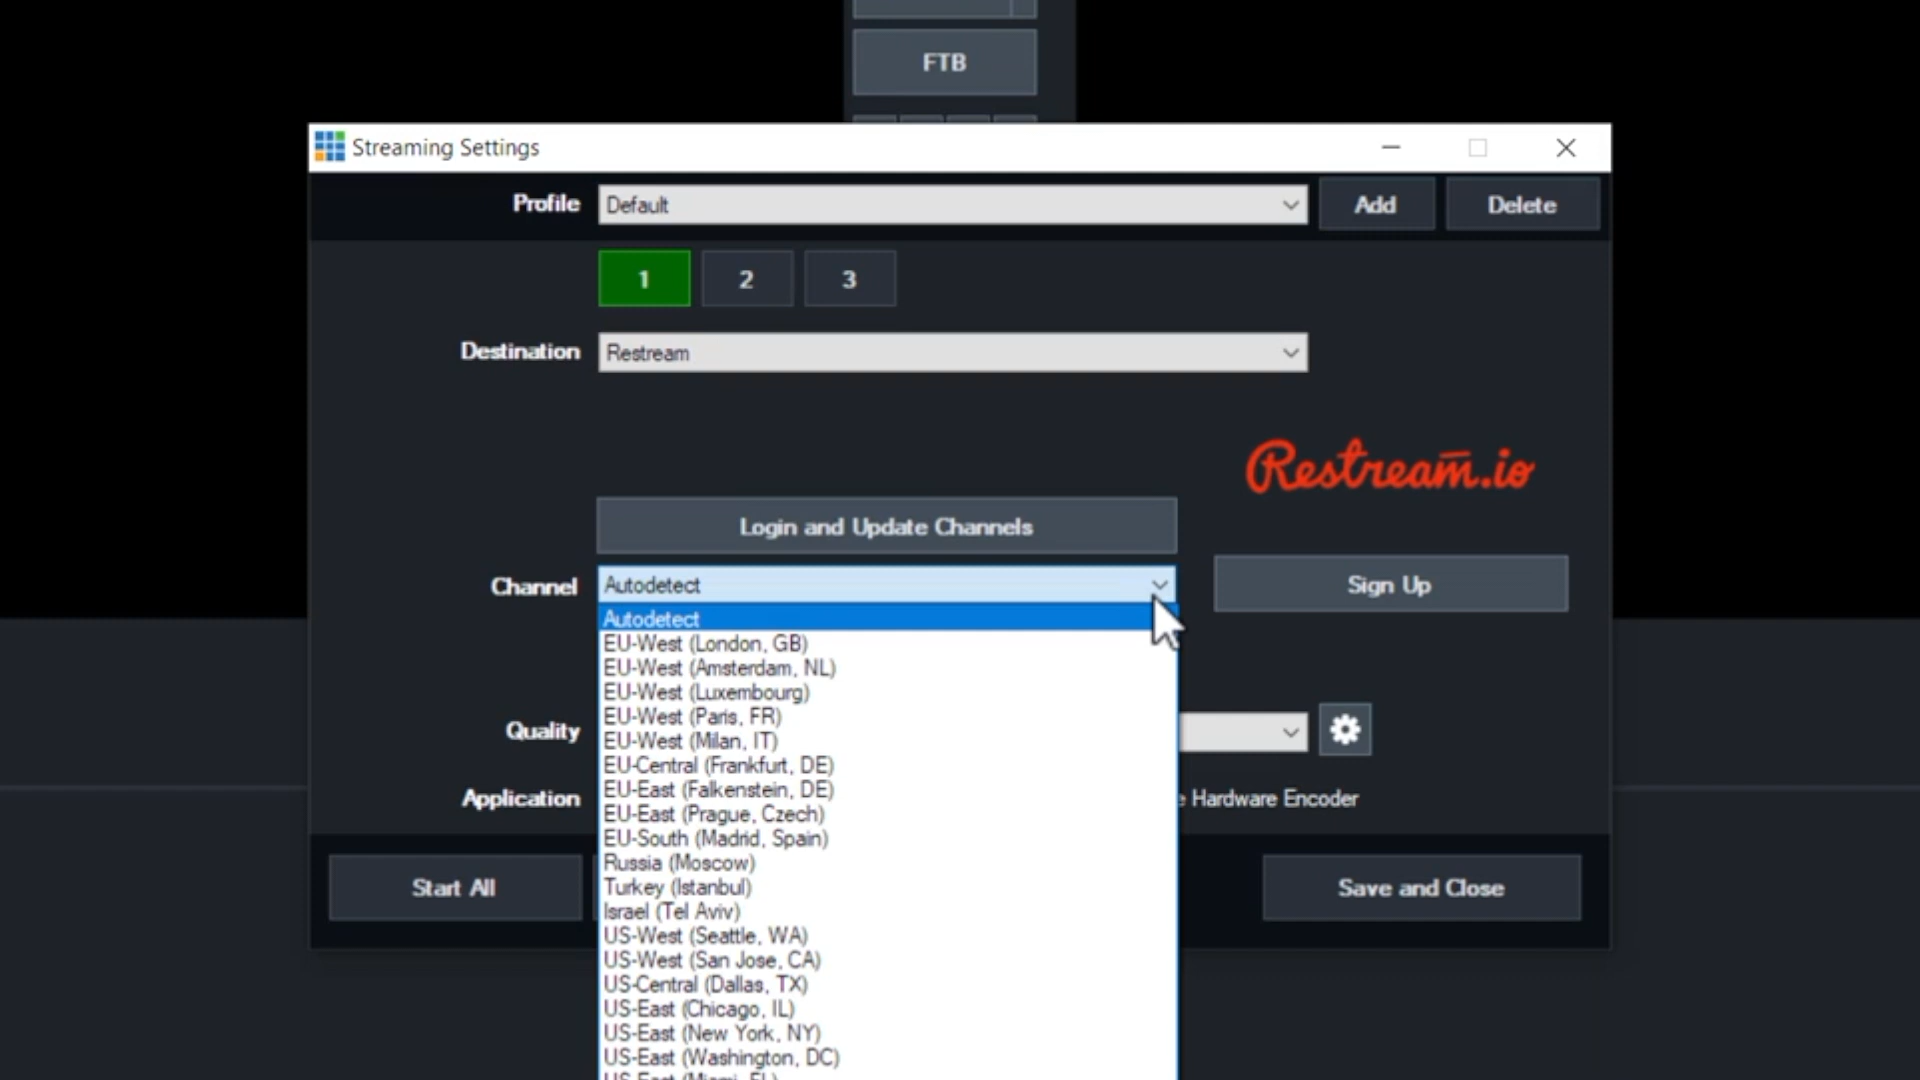 FTB
Streaming Settings
Profile
Default
Add
Delete
1
2
3
Destination
Restream
Restream.io
Login and Update Channels
Channel
Autodetect
Sign Up
Autodetect
EU-West (London, GB)
EU-West (Amsterdam, NL)
EU-West (Luxembourg)
EU-West (Paris, FR)
EU-West (Milan, IT)
EU-Central (Frankfurt, DE)
EU-East (Falkenstein, DE)
EU-East (Prague, Czech)
EU-South (Madrid, Spain)
Russia (Moscow)
Turkey (Istanbul)
Israel (Tel Aviv)
US-West (Seattle, WA)
US-West (San Jose, CA)
US-Central (Dallas, TX)
US-East (Chicago, IL)
US-East (New York, NY)
US-East (Washington, DC)
US-East (Miami, FL)
Quality
Application
Hardware Encoder
Start All
Save and Close